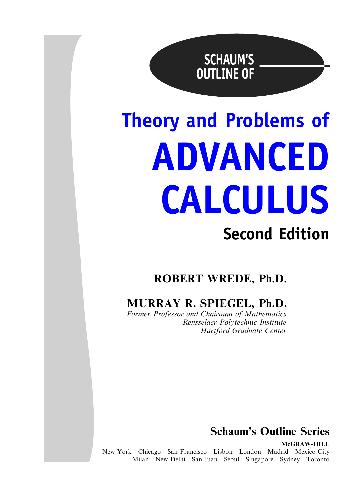 SCHAUM'S
OUTLINE OF
Theory and Problems of
ADVANCED
CALCULUS
Second Edition
ROBERT WREDE, Ph.D.
MURRAY R. SPIEGEL, Ph.D.
Former Professor and Chairman of Mathematics
Rensselaer Polytechnic Institute
Hartford Graduate Center
Schaum's Outline Series
McGRAW-HILL
New York Chicago San Francisco Lisbon London Madrid Mexico City
Milan New Delhi San Juan Seoul Singapore Sydney Toronto